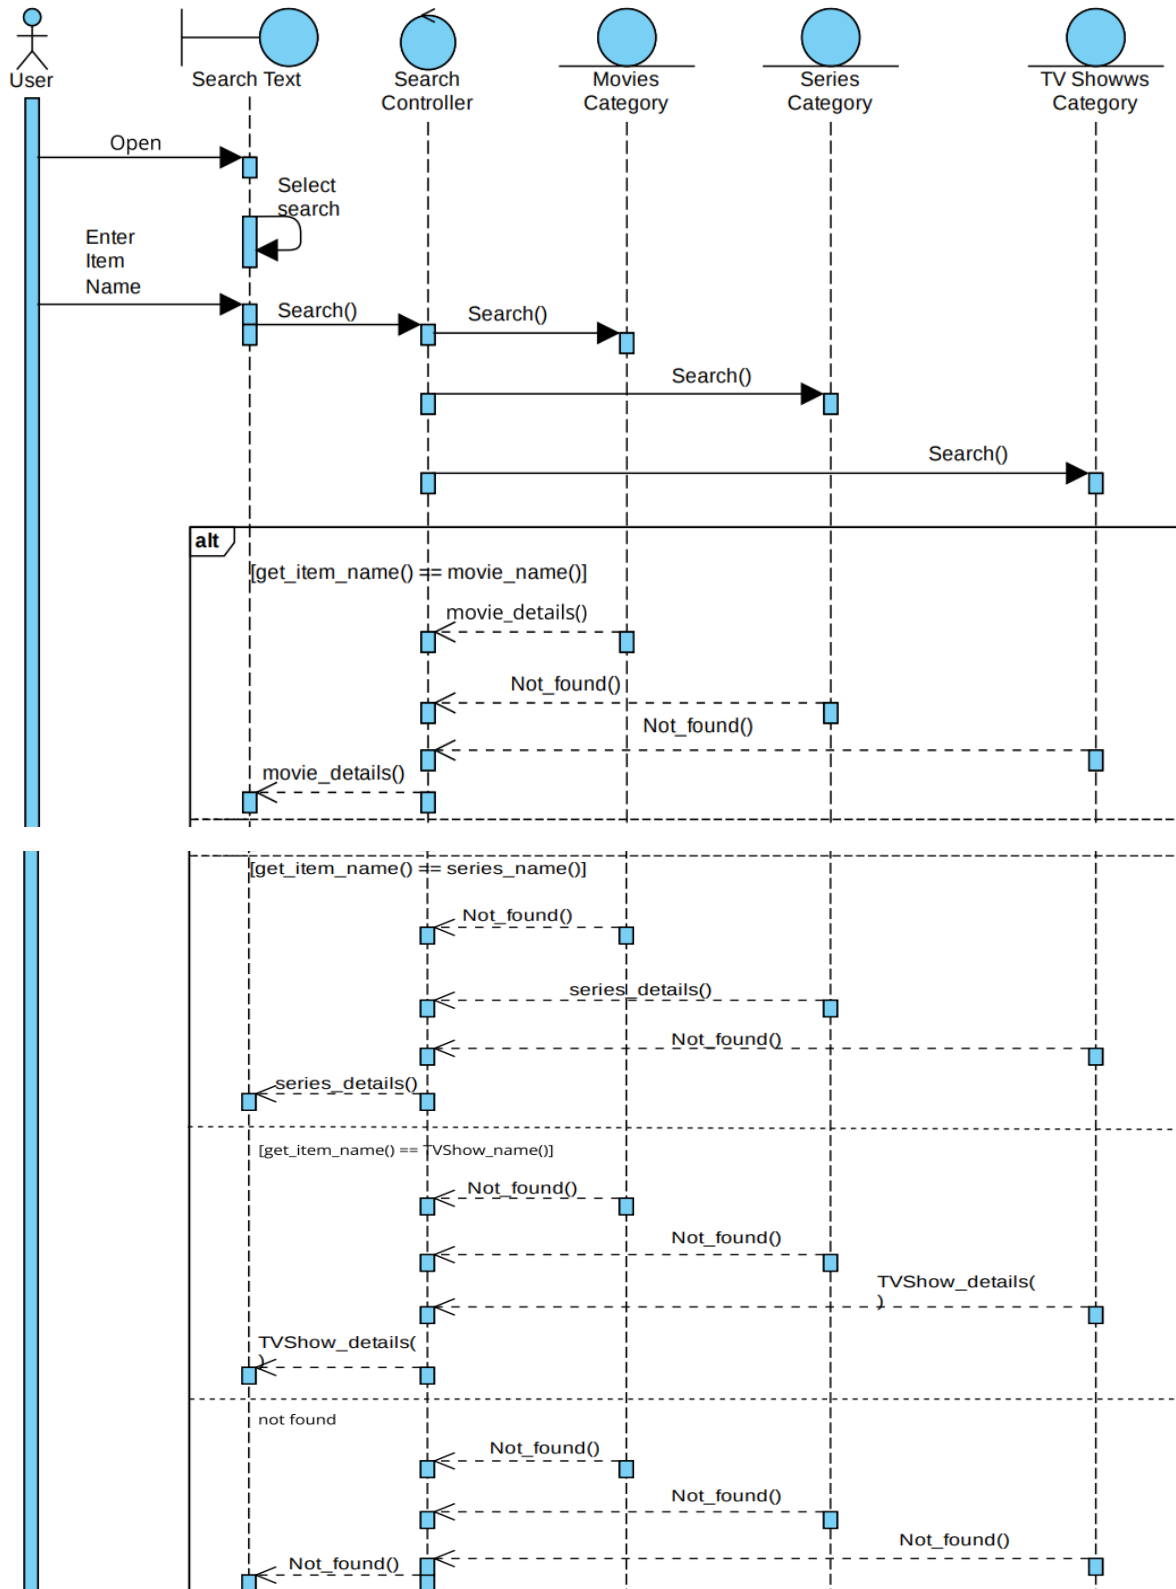 User
Search Text
Search
Controller
Movies
Category
Series
Category
TV Showws
Category
Open
Select
search
Enter
Item
Name
Search()
Search()
Search()
Search()
alt
[get_item_name() == movie_name()]
movie_details()
Not_found()
Not_found()
movie_details()
[get_item_name() == series_name()]
Not_found()
series_details()
Not_found()
series_details()
[get_item_name() == TVShow_name()]
Not_found()
Not_found()
TVShow_details(
)
TVShow_details(
)
not found
Not_found()
Not_found()
Not_found()
Not_found()